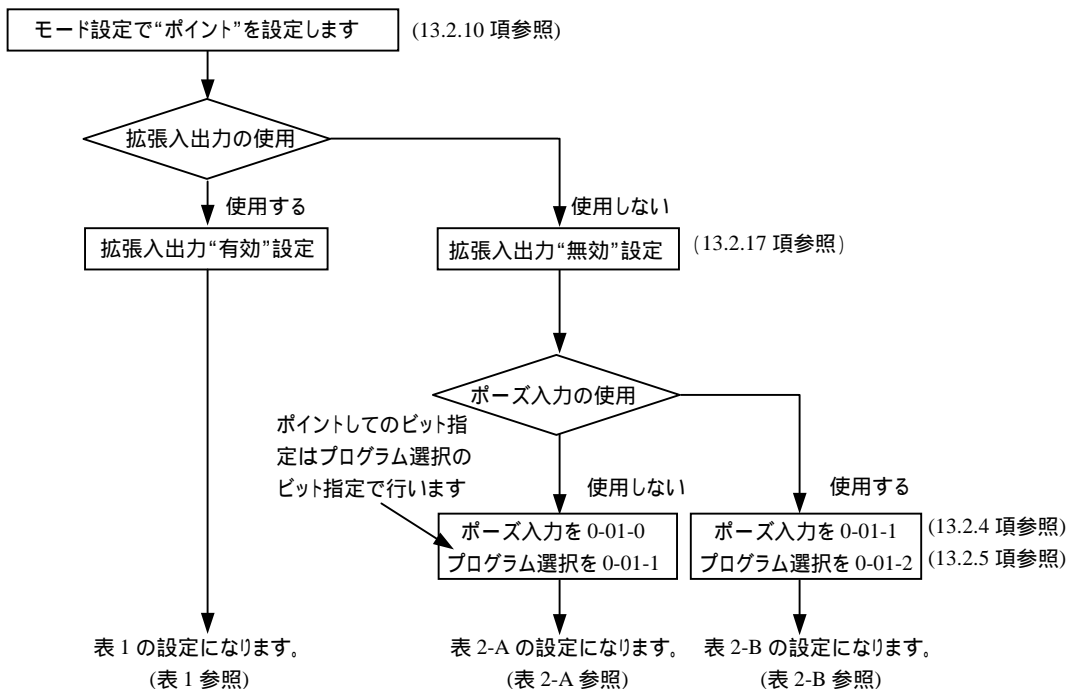 モード設定で“ポイント”を設定します
(13.2.10 項参照)
拡張入出力の使用
使用する
使用しない
拡張入出力“有効”設定
拡張入出力“無効”設定
(13.2.17 項参照)
ポーズ入力の使用
ポイントしてのビット指
定はプログラム選択の
ビット指定で行います
使用しない
使用する
ポーズ入力を 0-01-0
プログラム選択を 0-01-1
ポーズ入力を 0-01-1
プログラム選択を 0-01-2
(13.2.4 項参照)
(13.2.5 項参照)
表 1 の設定になります。
(表 1 参照)
表 2-A の設定になります。
(表 2-A 参照)
表 2-B の設定になります。
(表 2-B 参照)